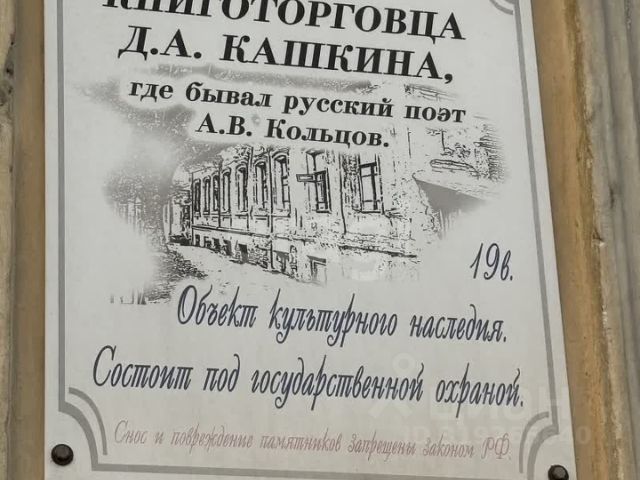 КНИГОТОРГОВЦА
Д.А. КАШКИНА,
где бывал русский поэт
А.В. Кольцов.
19в.
Объект культурного наследия.
Состоит под государственной охраной.
Снос и повреждение памятников запрещены законом РФ.